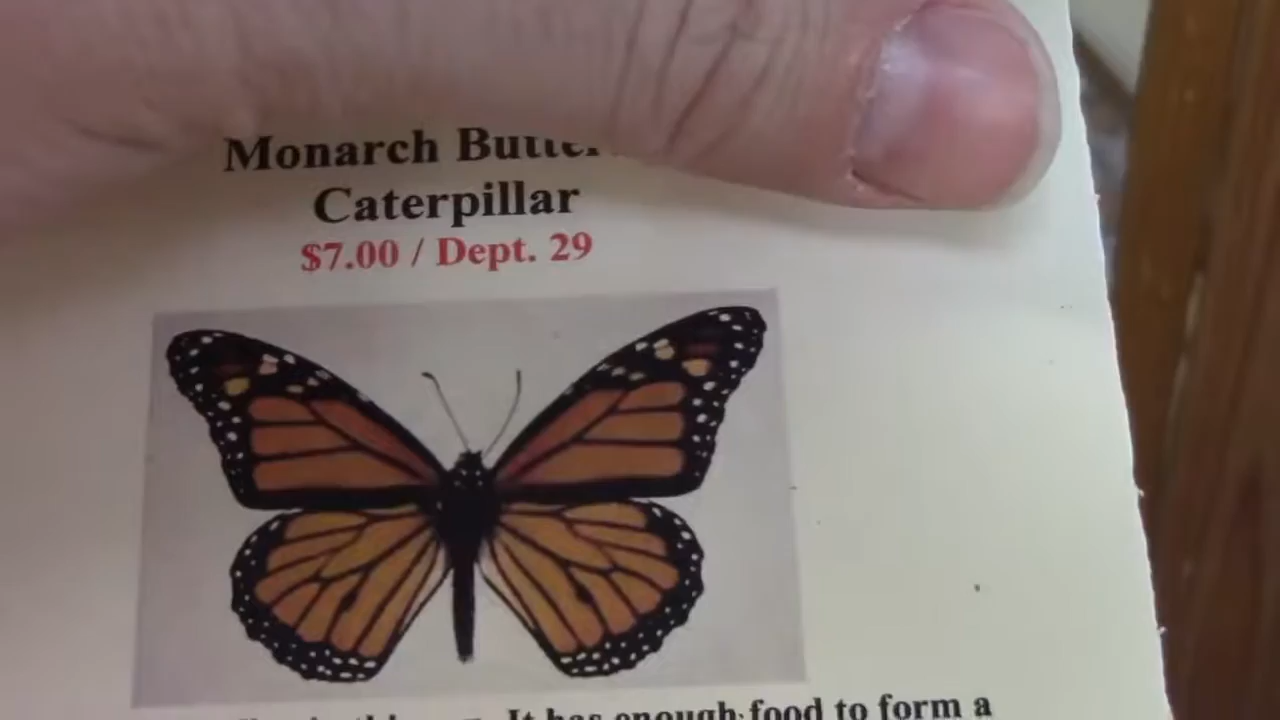 Monarch
Caterpillar
$7.00 / Dept. 29
It has enough food to form a